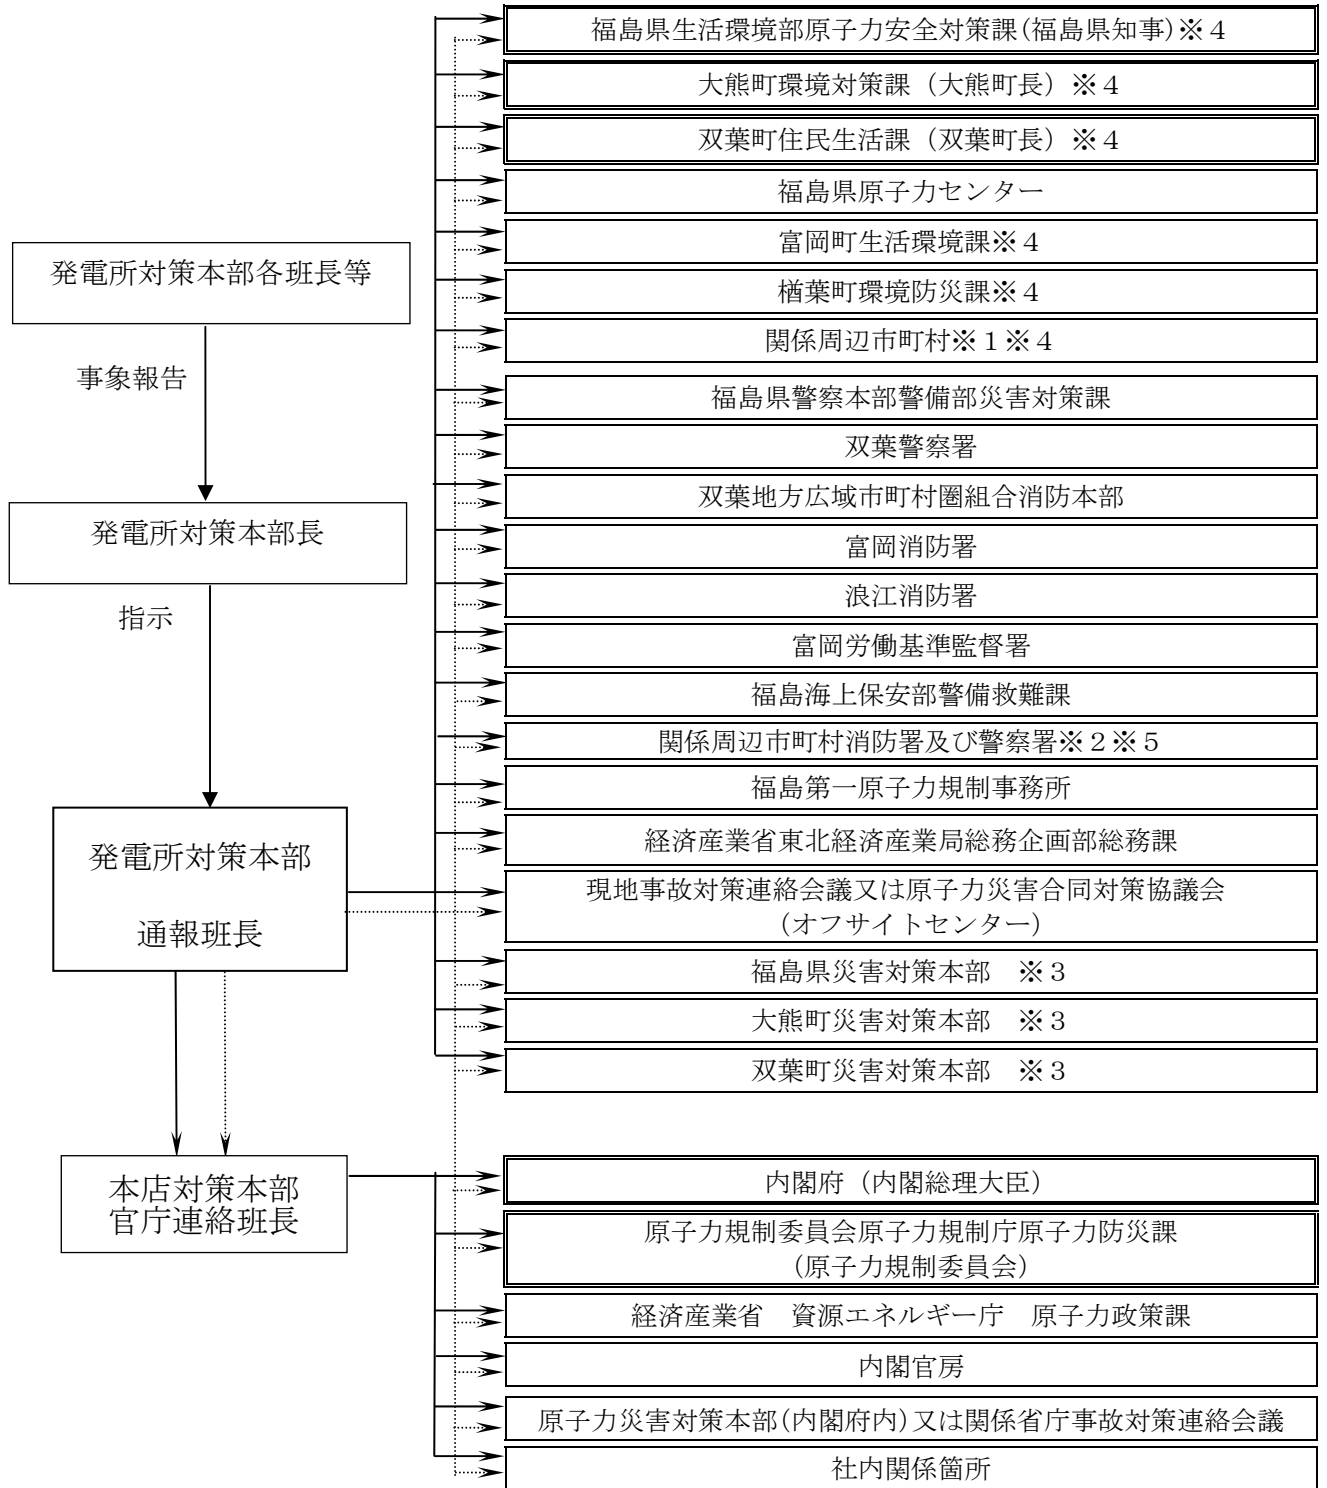 発電所対策本部各班長等
事象報告
発電所対策本部長
指示
発電所対策本部
通報班長
本店対策本部
官庁連絡班長
福島県生活環境部原子力安全対策課(福島県知事)※４
大熊町環境対策課（大熊町長）※４
双葉町住民生活課（双葉町長）※４
福島県原子力センター
富岡町生活環境課※４
楢葉町環境防災課※４
関係周辺市町村※１※４
福島県警察本部警備部災害対策課
双葉警察署
双葉地方広域市町村圏組合消防本部
富岡消防署
浪江消防署
富岡労働基準監督署
福島海上保安部警備救難課
関係周辺市町村消防署及び警察署※２※５
福島第一原子力規制事務所
経済産業省東北経済産業局総務企画部総務課
現地事故対策連絡会議又は原子力災害合同対策協議会
（オフサイトセンター）
福島県災害対策本部　※３
大熊町災害対策本部　※３
双葉町災害対策本部　※３
内閣府（内閣総理大臣）
原子力規制委員会原子力規制庁原子力防災課
（原子力規制委員会）
経済産業省　資源エネルギー庁　原子力政策課
内閣官房
原子力災害対策本部(内閣府内)又は関係省庁事故対策連絡会議
社内関係箇所